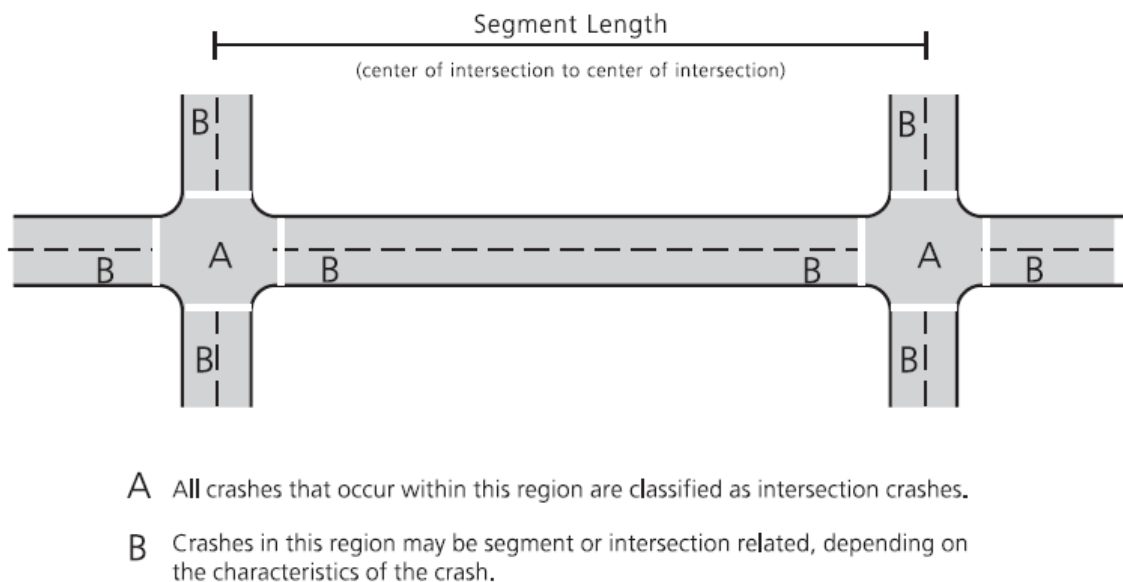 Segment Length
(center of intersection to center of intersection)
B
B
A
A
B
B
B
B
B
B
A All crashes that occur within this region are classified as intersection crashes.
B Crashes in this region may be segment or intersection related, depending on
the characteristics of the crash.